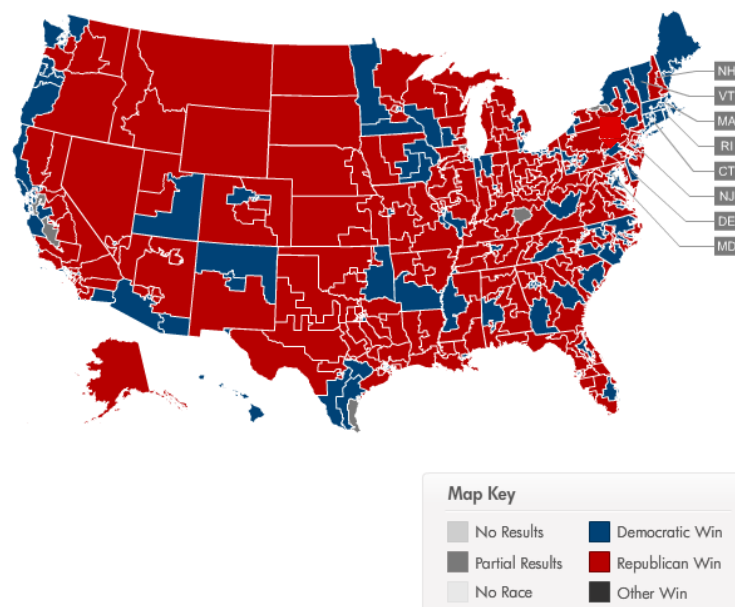 NH
VT
MA
RI
CT
NJ
DE
MD
Map Key
No Results
Democratic Win
Partial Results
Republican Win
No Race
Other Win